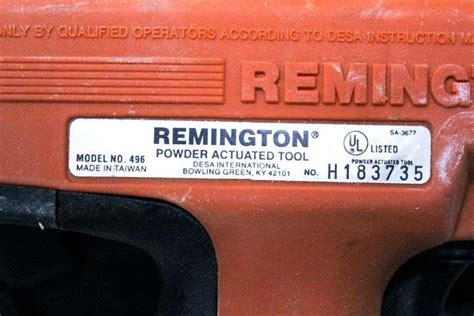 ONLY BY QUALIFIED OPERATORS ACCORDING TO DESA INSTRUCTION
REMING
REMINGTON®
POWDER ACTUATED TOOL
MODEL NO. 496
MADE IN TAIWAN
DESA INTERNATIONAL
BOWLING GREEN, KY 42101
SA-3677
UL LISTED
POWDER ACTUATED TOOL
NO. H183735